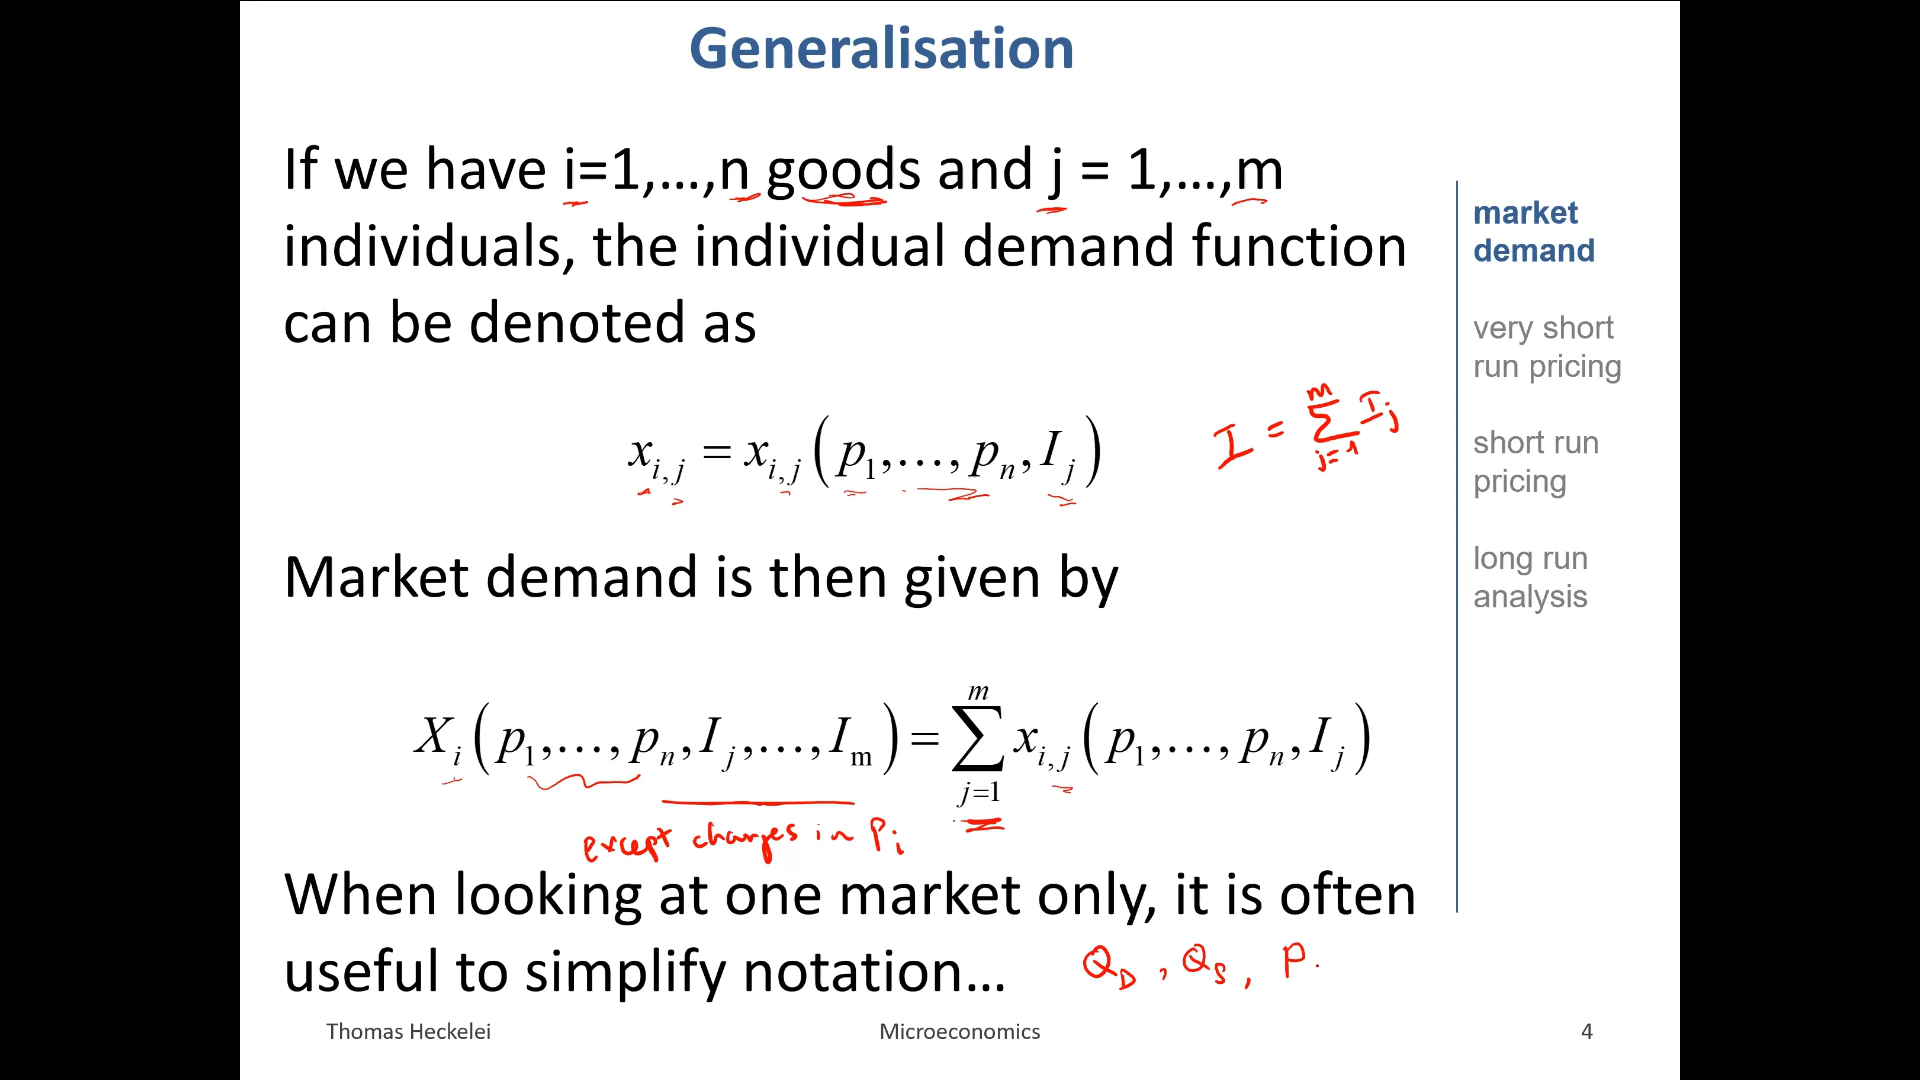 Generalisation
If we have i=1,...,n goods and j = 1,...,m
individuals, the individual demand function
can be denoted as
x_{i,j} = x_{i,j} ( p_1,..., p_n, I_j )
I = \sum_{j=1}^{m} I_j
Market demand is then given by
X_i ( p_1,..., p_n, I_j,..., I_m ) = \sum_{j=1}^{m} x_{i,j} ( p_1,..., p_n, I_j )
except changes in P_i
When looking at one market only, it is often
useful to simplify notation...
Q_D , Q_S , P.
market
demand
very short
run pricing
short run
pricing
long run
analysis
Thomas Heckelei
Microeconomics
4